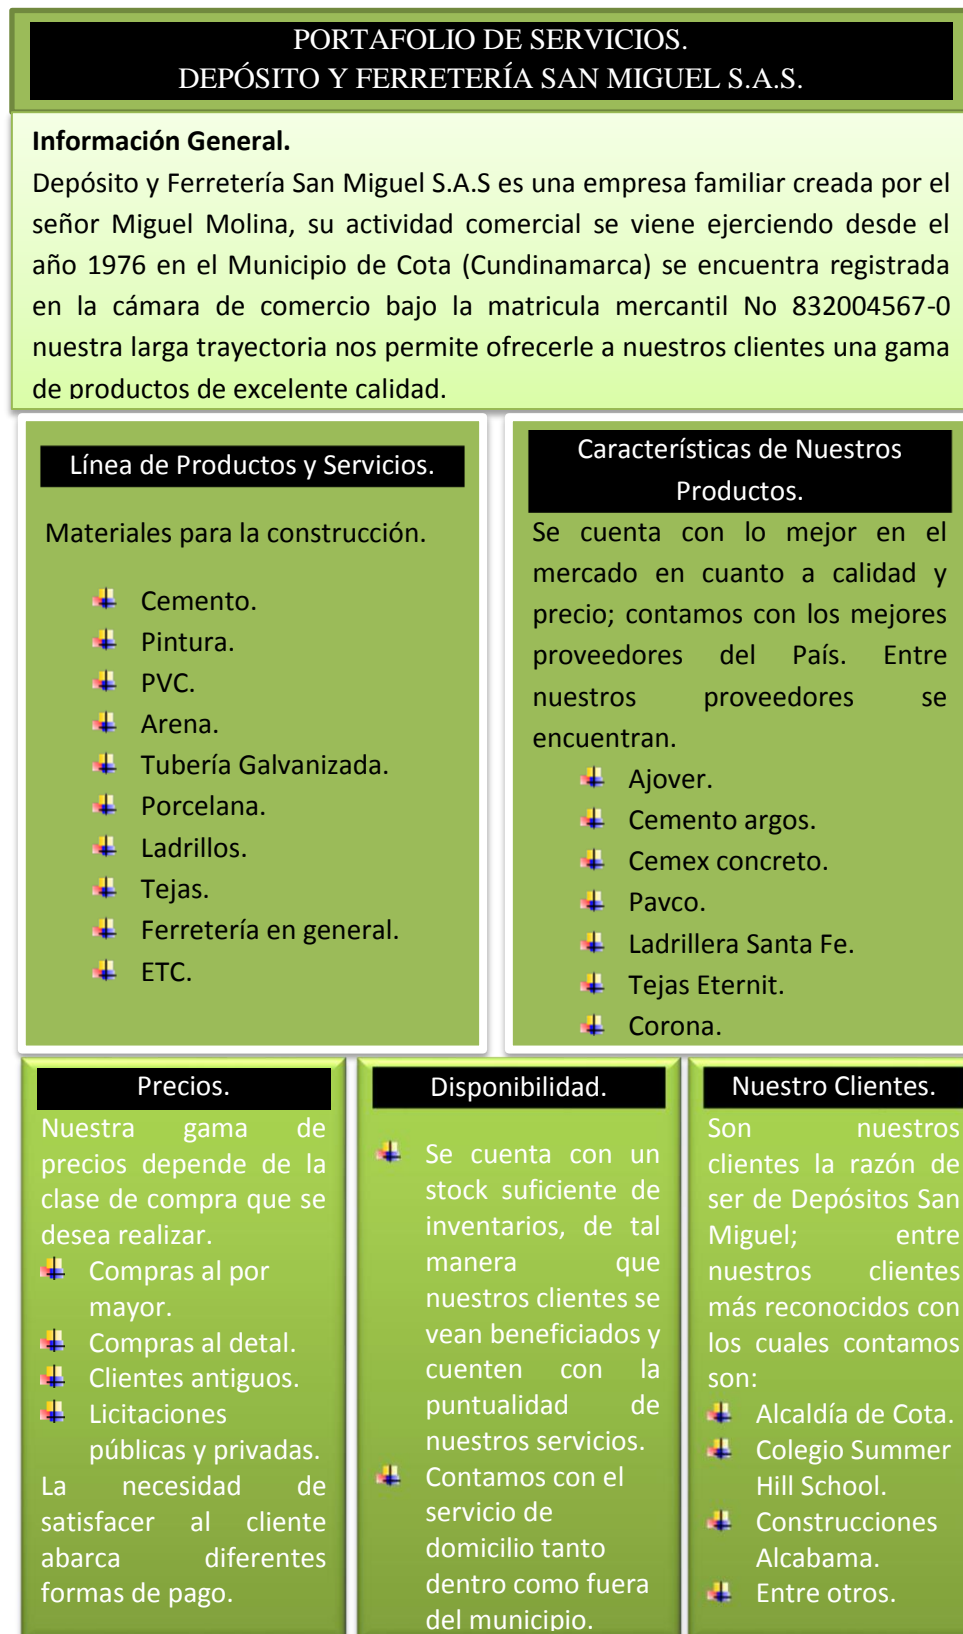 PORTAFOLIO DE SERVICIOS.
DEPÓSITO Y FERRETERÍA SAN MIGUEL S.A.S.
Información General.
Depósito y Ferretería San Miguel S.A.S es una empresa familiar creada por el
señor Miguel Molina, su actividad comercial se viene ejerciendo desde el
año 1976 en el Municipio de Cota (Cundinamarca) se encuentra registrada
en la cámara de comercio bajo la matricula mercantil No 832004567-0
nuestra larga trayectoria nos permite ofrecerle a nuestros clientes una gama
de productos de excelente calidad.
Línea de Productos y Servicios.
Materiales para la construcción.
Cemento.
Pintura.
PVC.
Arena.
Tubería Galvanizada.
Porcelana.
Ladrillos.
Tejas.
Ferretería en general.
ETC.
Características de Nuestros
Productos.
Se cuenta con lo mejor en el
mercado en cuanto a calidad y
precio; contamos con los mejores
proveedores del País. Entre
nuestros proveedores se
encuentran.
Ajover.
Cemento argos.
Cemex concreto.
Pavco.
Ladrillera Santa Fe.
Tejas Eternit.
Corona.
Precios.
Nuestra gama de
precios depende de la
clase de compra que se
desea realizar.
Compras al por
mayor.
Compras al detal.
Clientes antiguos.
Licitaciones
públicas y privadas.
La necesidad de
satisfacer al cliente
abarca diferentes
formas de pago.
Disponibilidad.
Se cuenta con un
stock suficiente de
inventarios, de tal
manera que
nuestros clientes se
vean beneficiados y
cuenten con la
puntualidad de
nuestros servicios.
Contamos con el
servicio de
domicilio tanto
dentro como fuera
del municipio.
Nuestro Clientes.
Son nuestros
clientes la razón de
ser de Depósitos San
Miguel; entre
nuestros clientes
más reconocidos con
los cuales contamos
son:
Alcaldía de Cota.
Colegio Summer
Hill School.
Construcciones
Alcabama.
Entre otros.